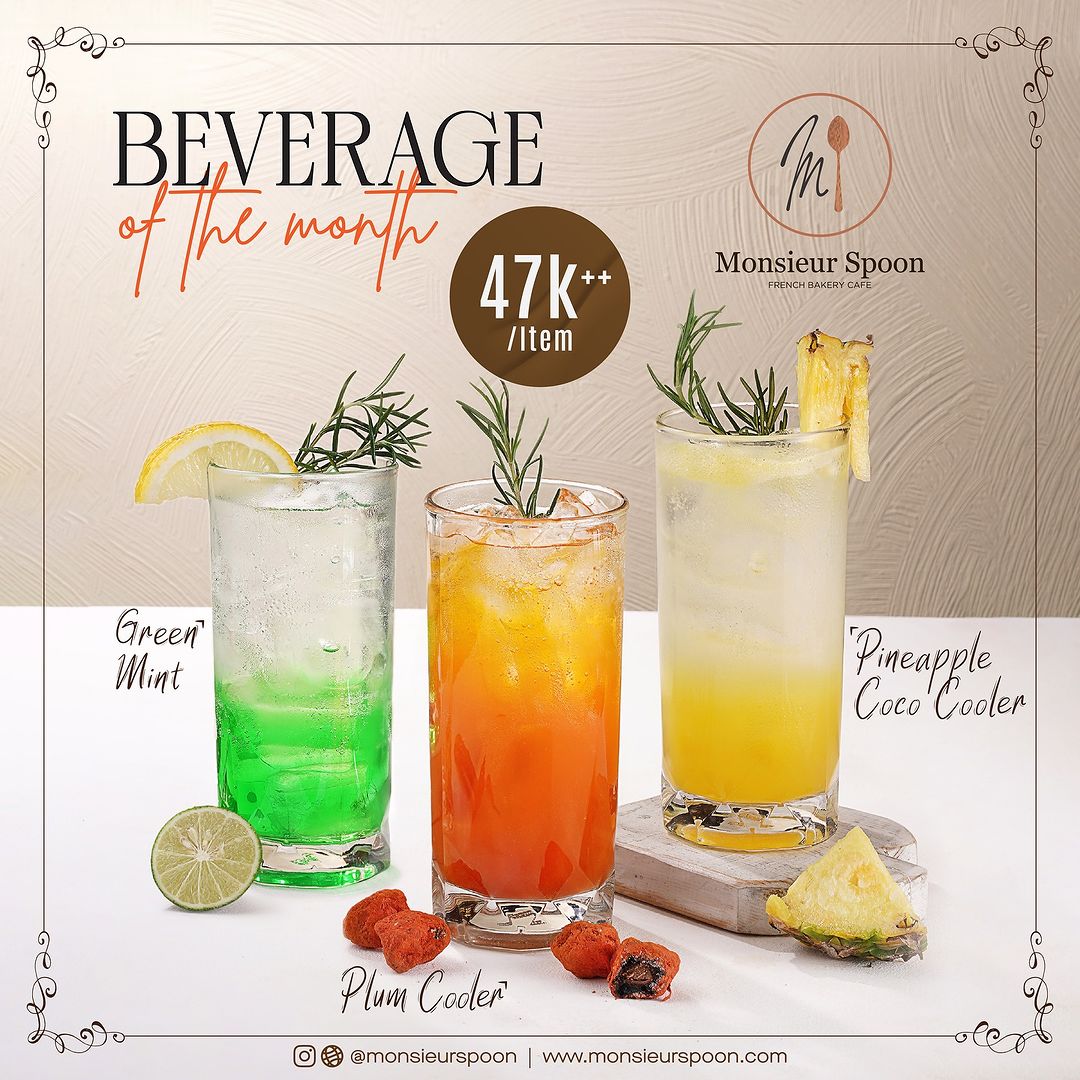 BEVERAGE
of the month
47k++
/Item
M
Monsieur Spoon
FRENCH BAKERY CAFE
Green
Mint
Pineapple
Coco Cooler
Plum Cooler
@monsieurspoon | www.monsieurspoon.com